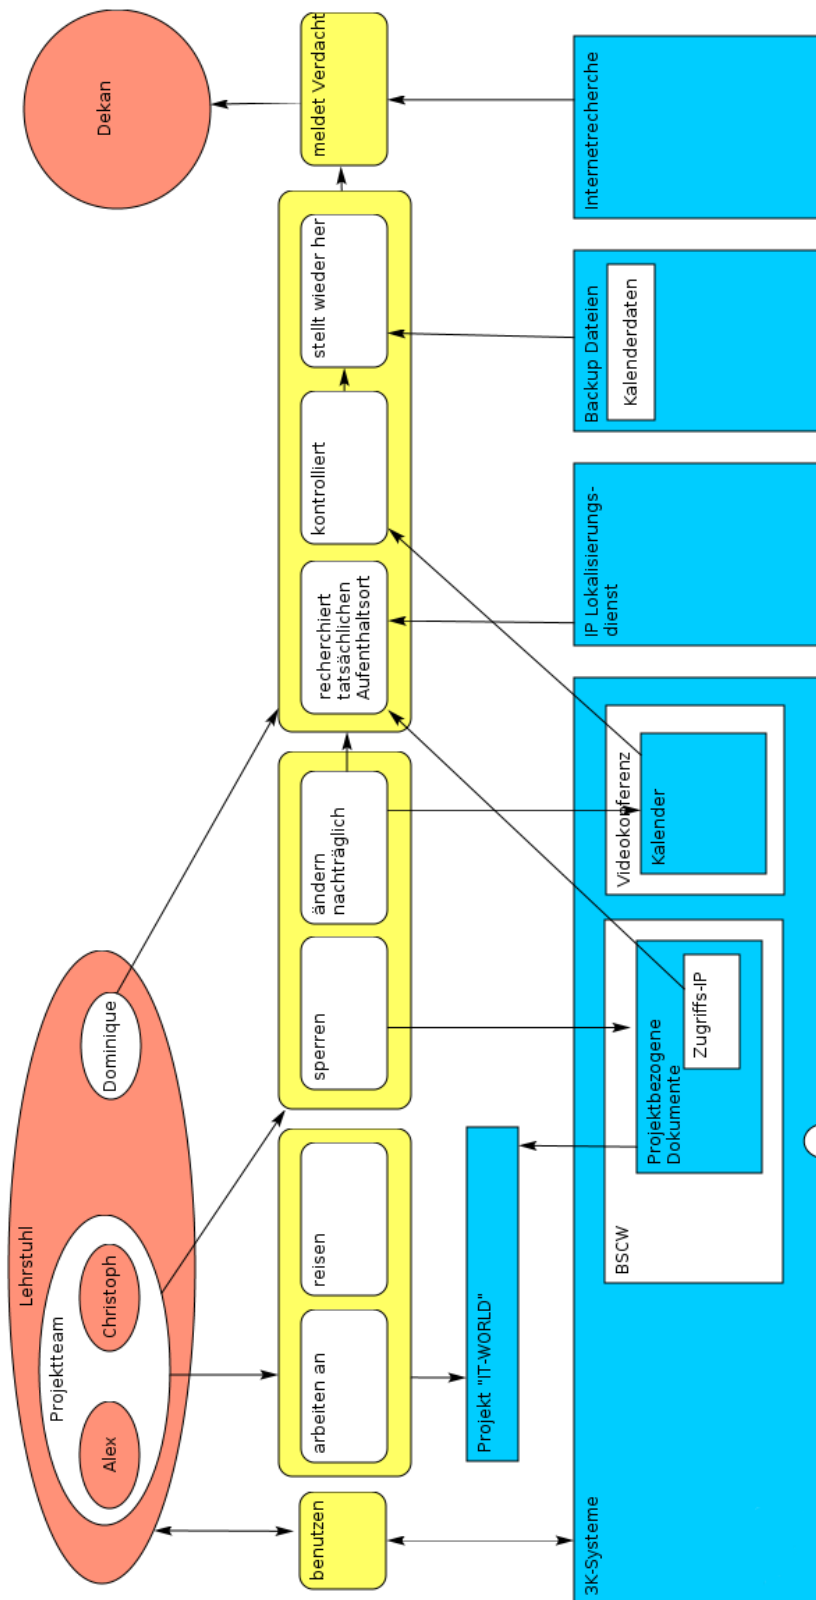 Lehrstuhl
Projektteam
Alex
Christoph
Dominique
Dekan
benutzen
arbeiten an
reisen
sperren
ändern
nachträglich
recherchiert
tatsächlichen
Aufenthaltsort
kontrolliert
stellt wieder her
meldet Verdacht
Projekt "IT-WORLD"
3K-Systeme
BSCW
Projektbezogene
Dokumente
Zugriffs-IP
Videokonferenz
Kalender
IP Lokalisierungs-
dienst
Backup Dateien
Kalenderdaten
Internetrecherche